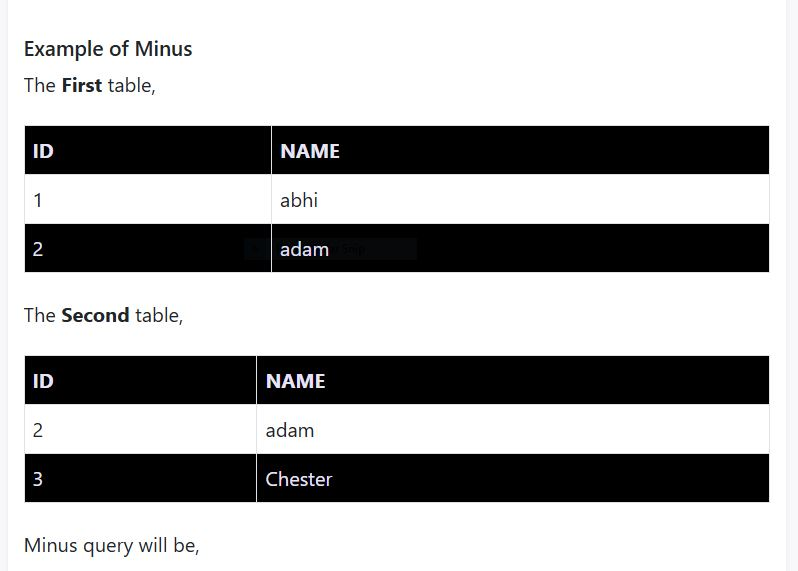 Example of Minus
The First table,
ID NAME
1 abhi
2 adam
The Second table,
ID NAME
2 adam
3 Chester
Minus query will be,